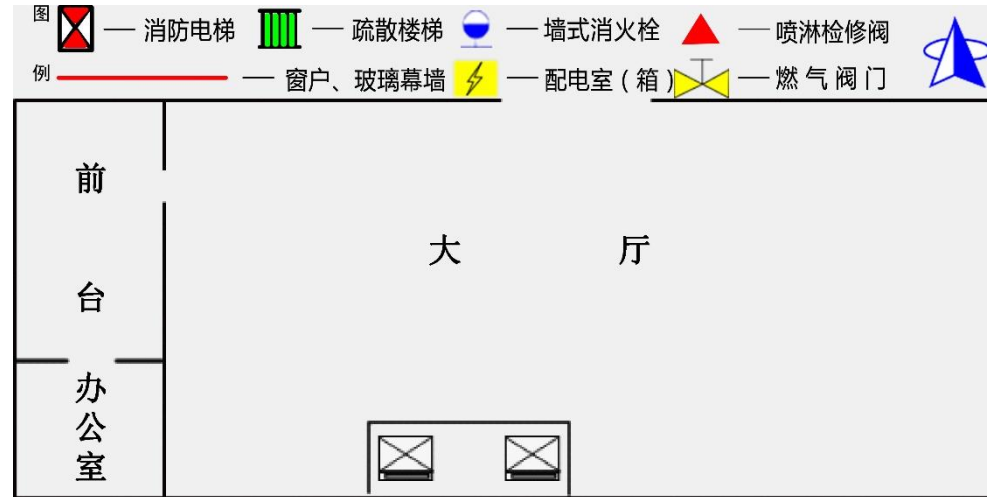 图 — 消防电梯 — 疏散楼梯 — 墙式消火栓 — 喷淋检修阀
例 — 窗户、玻璃幕墙 — 配电室(箱) — 燃气阀门
前台
大厅
办公室